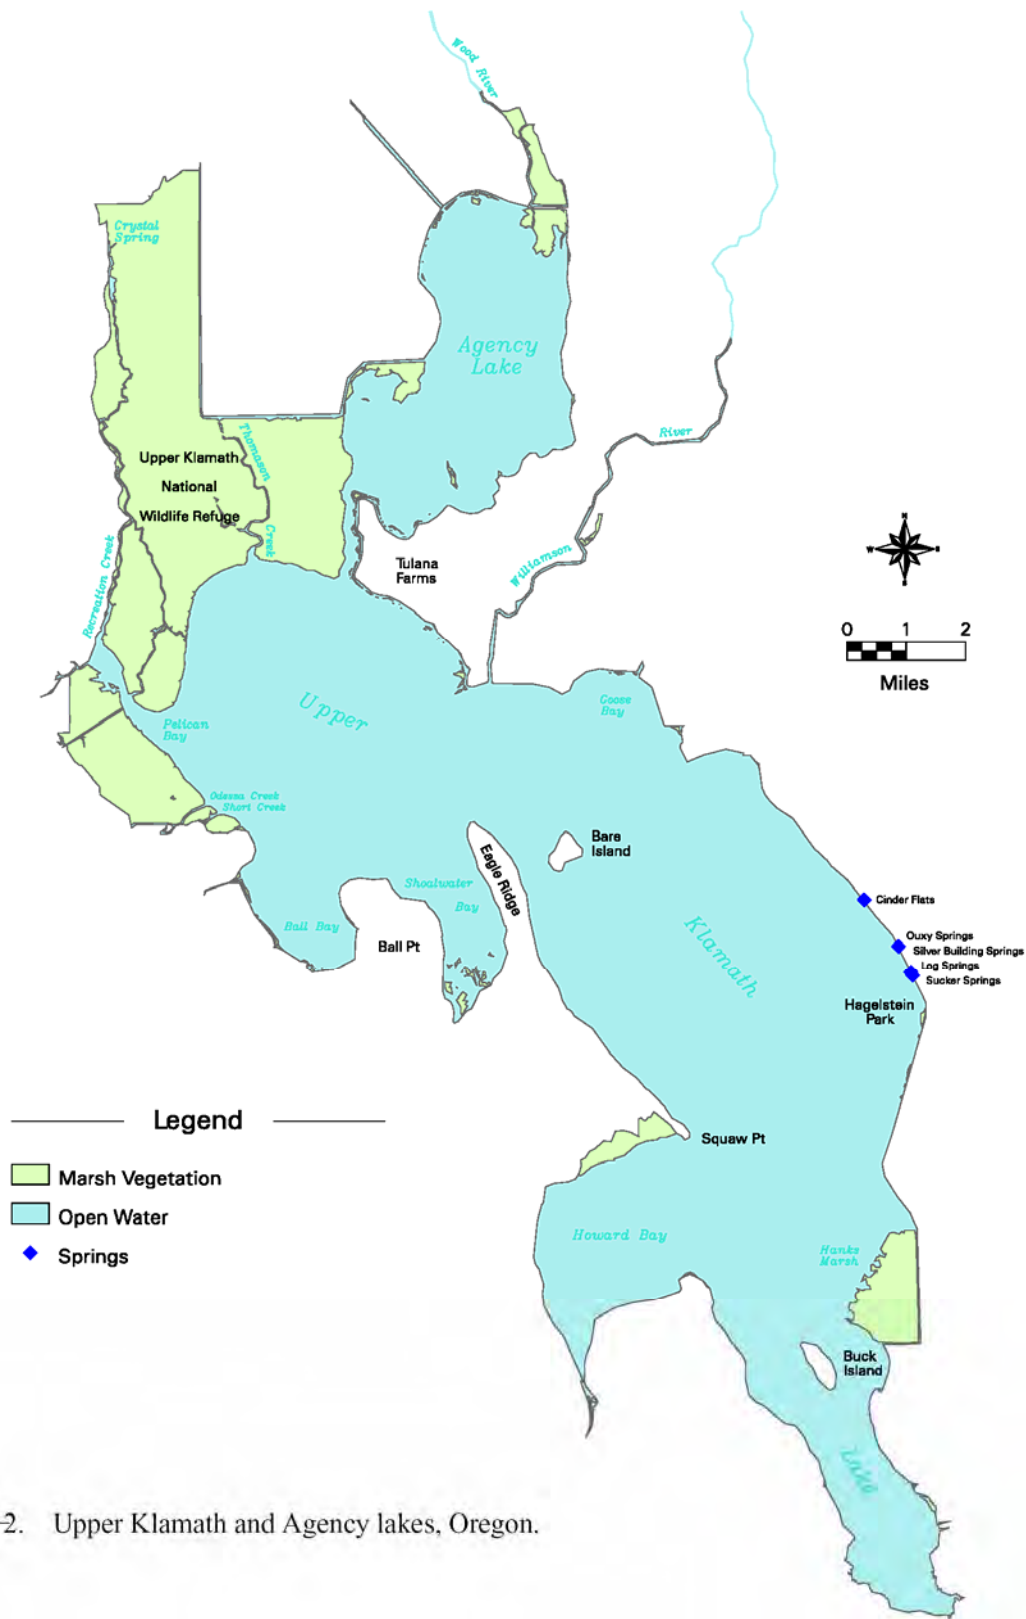 Wood River
Crystal
Spring
Agency
Lake
Thomason
Creek
Upper Klamath
National
Wildlife Refuge
River
Williamson
Recreation Creek
Tulana
Farms
N
W
E
S
0 1 2
Miles
Upper
Goose
Bay
Pelican
Bay
Odessa Creek
Short Creek
Bare
Island
Eagle Ridge
Shoalwater
Bay
Ball Bay
Ball Pt
Klamath
Cinder Flats
Ouxy Springs
Silver Building Springs
Log Springs
Sucker Springs
Hagelstein
Park
Legend
Marsh Vegetation
Open Water
Springs
Squaw Pt
Howard Bay
Hanks
Marsh
Buck
Island
Lake
–2. Upper Klamath and Agency lakes, Oregon.